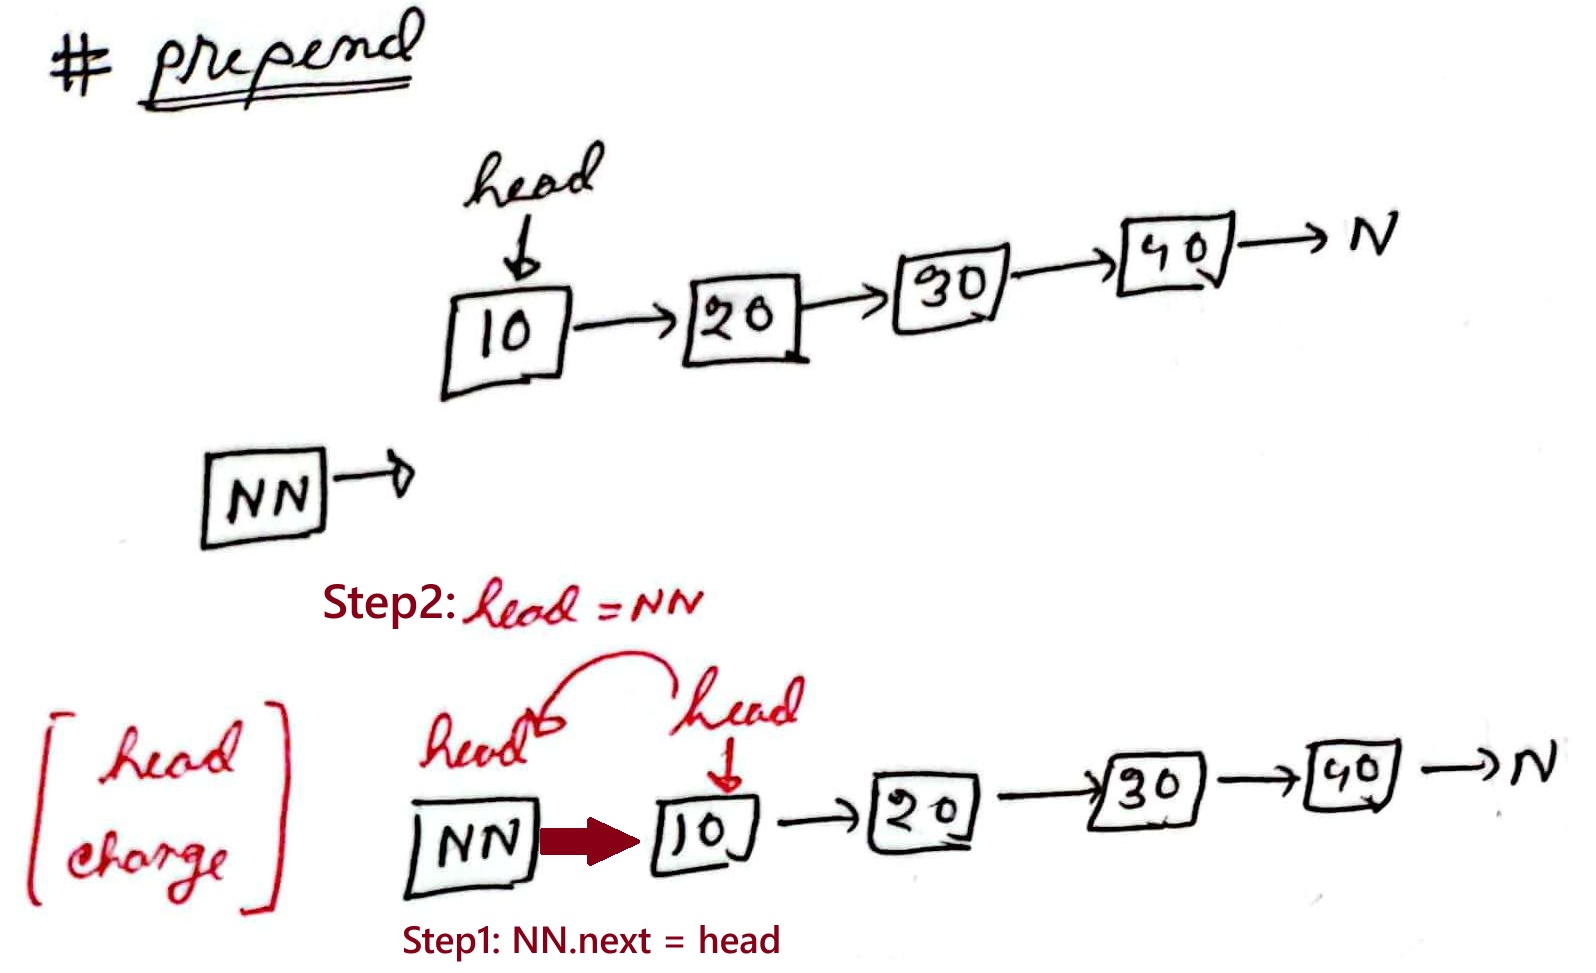 # prepend
head
10 → 20 → 30 → 40 → N
NN →
Step2: head = NN
head head
[head
change]
NN → 10 → 20 → 30 → 40 → N
Step1: NN.next = head